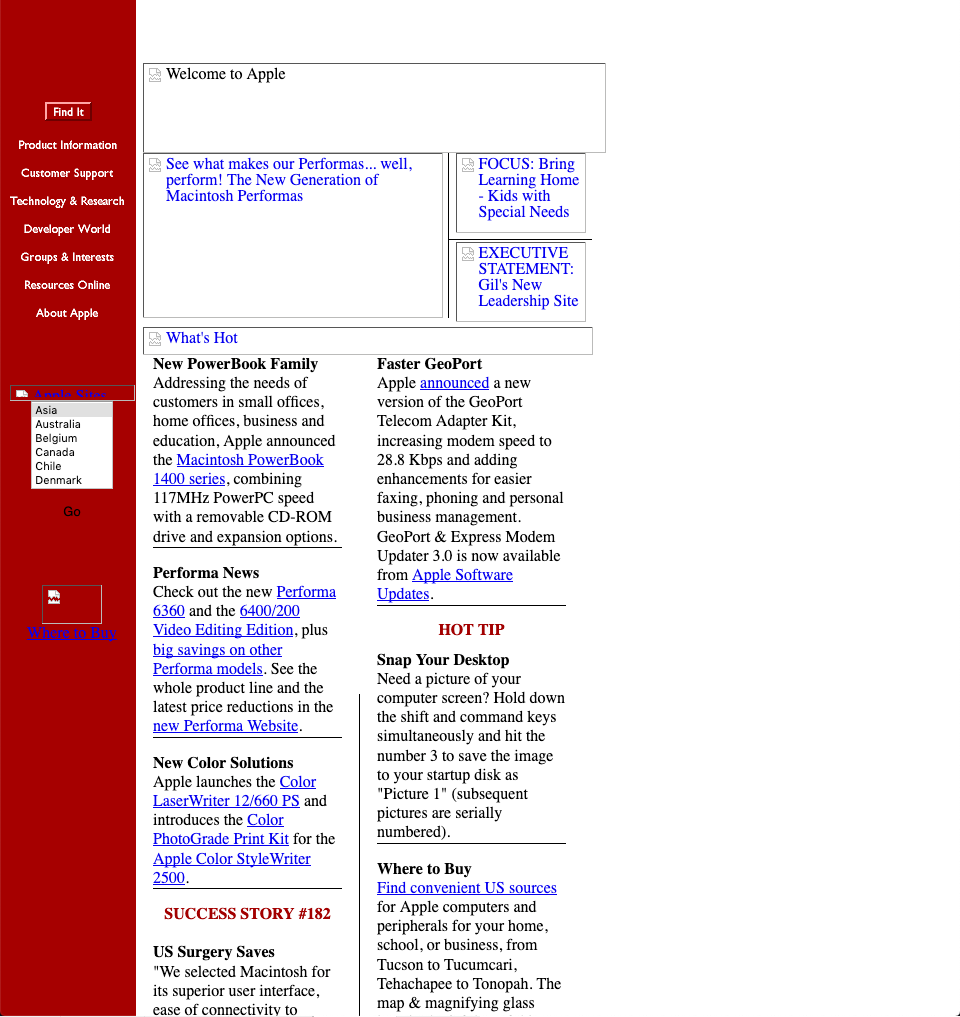 Find It
Product Information
Customer Support
Technology & Research
Developer World
Groups & Interests
Resources Online
About Apple
Apple Sites
Asia
Australia
Belgium
Canada
Chile
Denmark
Go
Where to Buy
Welcome to Apple
See what makes our Performas... well,
perform! The New Generation of
Macintosh Performas
FOCUS: Bring
Learning Home
- Kids with
Special Needs
EXECUTIVE
STATEMENT:
Gil's New
Leadership Site
What's Hot
New PowerBook Family
Addressing the needs of
customers in small offices,
home offices, business and
education, Apple announced
the Macintosh PowerBook
1400 series, combining
117MHz PowerPC speed
with a removable CD-ROM
drive and expansion options.
Performa News
Check out the new Performa
6360 and the 6400/200
Video Editing Edition, plus
big savings on other
Performa models. See the
whole product line and the
latest price reductions in the
new Performa Website.
New Color Solutions
Apple launches the Color
LaserWriter 12/660 PS and
introduces the Color
PhotoGrade Print Kit for the
Apple Color StyleWriter
2500.
SUCCESS STORY #182
US Surgery Saves
"We selected Macintosh for
its superior user interface,
ease of connectivity to
Faster GeoPort
Apple announced a new
version of the GeoPort
Telecom Adapter Kit,
increasing modem speed to
28.8 Kbps and adding
enhancements for easier
faxing, phoning and personal
business management.
GeoPort & Express Modem
Updater 3.0 is now available
from Apple Software
Updates.
HOT TIP
Snap Your Desktop
Need a picture of your
computer screen? Hold down
the shift and command keys
simultaneously and hit the
number 3 to save the image
to your startup disk as
"Picture 1" (subsequent
pictures are serially
numbered).
Where to Buy
Find convenient US sources
for Apple computers and
peripherals for your home,
school, or business, from
Tucson to Tucumcari,
Tehachapee to Tonopah. The
map & magnifying glass